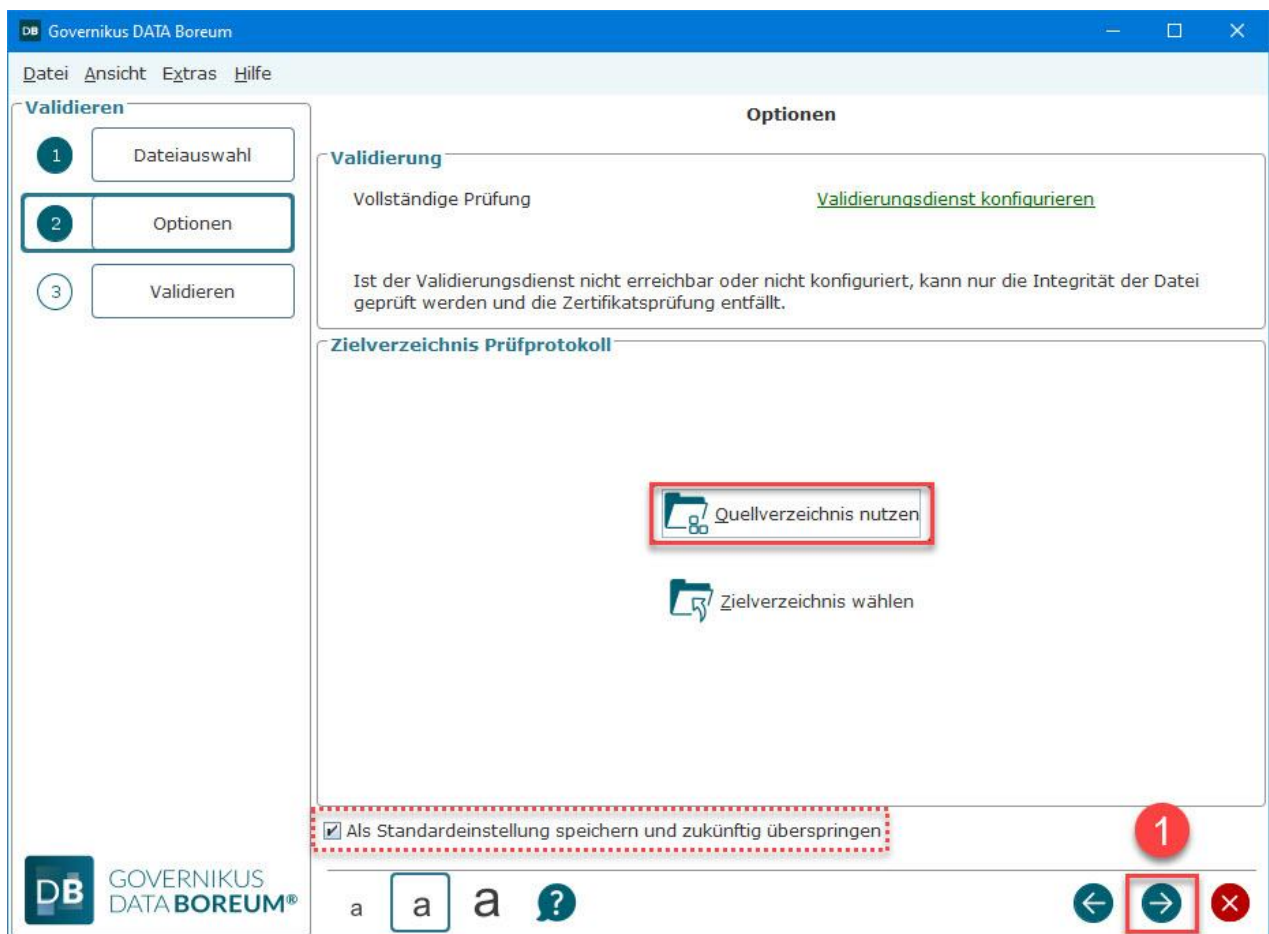 DB Governikus DATA Boreum
Datei Ansicht Extras Hilfe
Validieren
1 Dateiauswahl
2 Optionen
3 Validieren
Optionen
Validierung
Vollständige Prüfung Validierungsdienst konfigurieren
Ist der Validierungsdienst nicht erreichbar oder nicht konfiguriert, kann nur die Integrität der Datei
geprüft werden und die Zertifikatsprüfung entfällt.
Zielverzeichnis Prüfprotokoll
Quellverzeichnis nutzen
Zielverzeichnis wählen
Als Standardeinstellung speichern und zukünftig überspringen
1
DB GOVERNIKUS
DATA BOREUM®
a a a ?